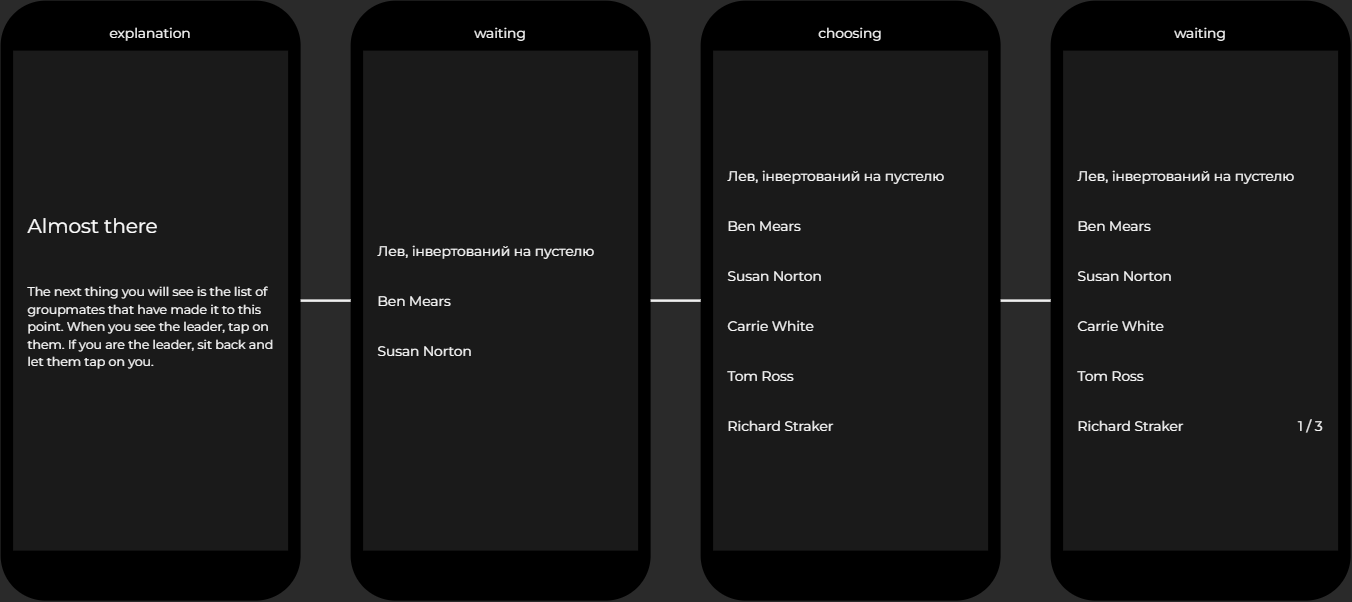 explanation
Almost there
The next thing you will see is the list of
groupmates that have made it to this
point. When you see the leader, tap on
them. If you are the leader, sit back and
let them tap on you.
waiting
Лев, інвертований на пустелю
Ben Mears
Susan Norton
choosing
Лев, інвертований на пустелю
Ben Mears
Susan Norton
Carrie White
Tom Ross
Richard Straker
waiting
Лев, інвертований на пустелю
Ben Mears
Susan Norton
Carrie White
Tom Ross
Richard Straker 1 / 3